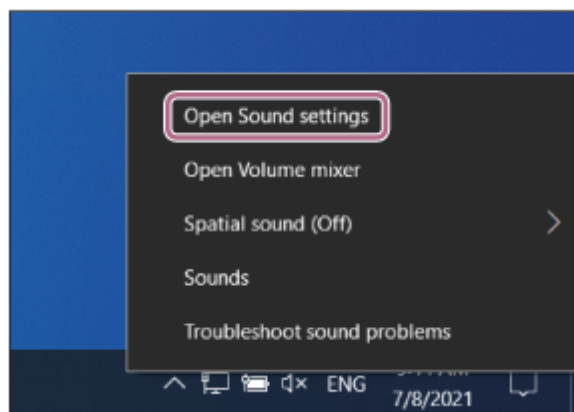 Open Sound settings
Open Volume mixer
Spatial sound (Off)
Sounds
Troubleshoot sound problems
ENG
7/8/2021